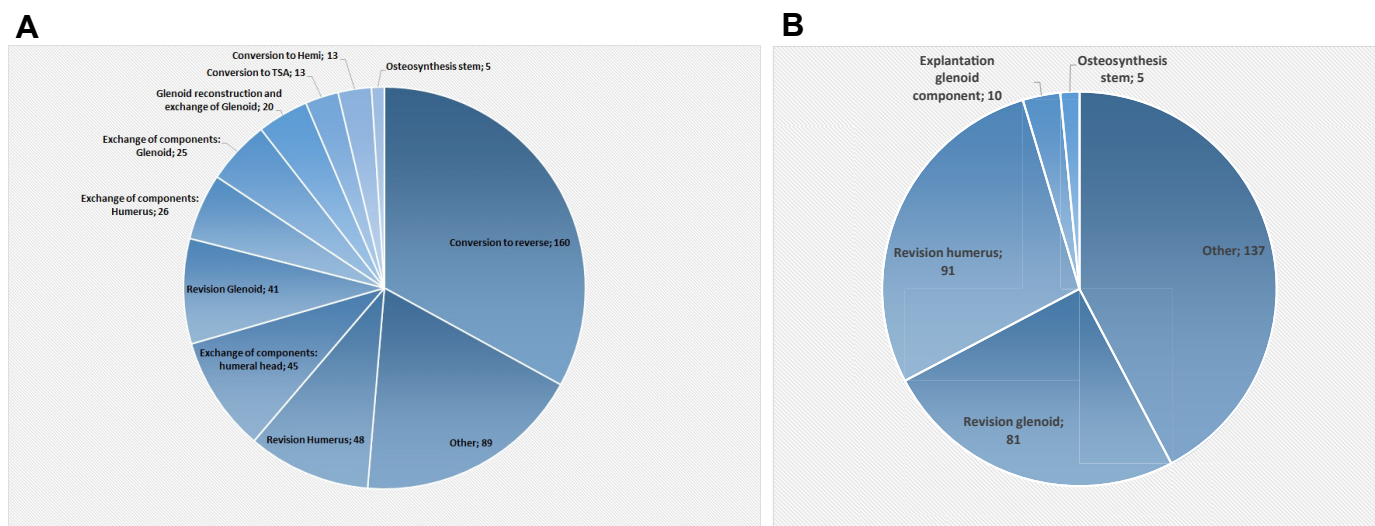 A
Conversion to Hemi; 13
Osteosynthesis stem; 5
Conversion to TSA; 13
Glenoid reconstruction and
exchange of Glenoid; 20
Exchange of components:
Glenoid; 25
Exchange of components:
Humerus; 26
Conversion to reverse; 160
Revision Glenoid; 41
Exchange of components:
humeral head; 45
Revision Humerus; 48
Other; 89
B
Explantation
glenoid
component; 10
Osteosynthesis
stem; 5
Other; 137
Revision humerus;
91
Revision glenoid;
81